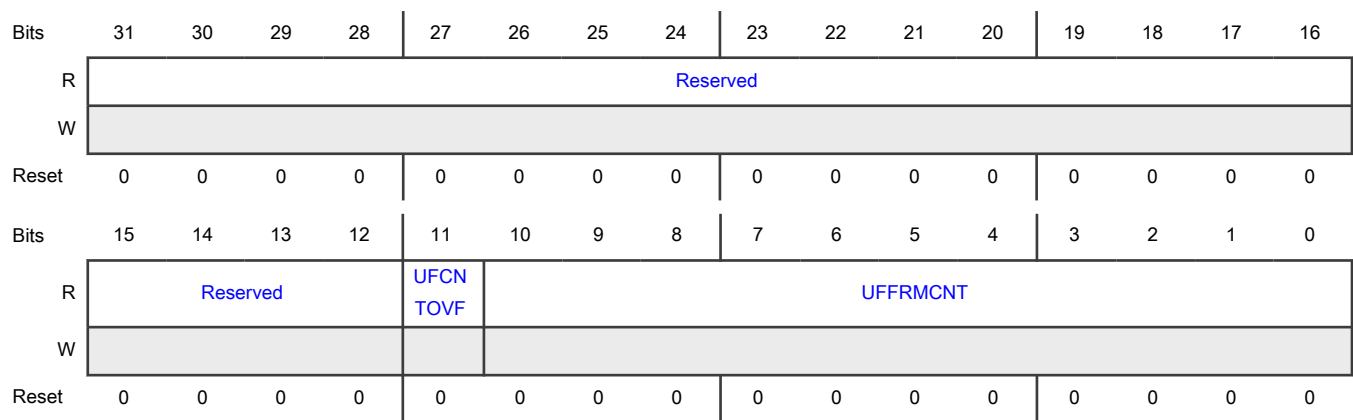 Bits 31 30 29 28 27 26 25 24 23 22 21 20 19 18 17 16
R Reserved
W
Reset 0 0 0 0 0 0 0 0 0 0 0 0 0 0 0 0
Bits 15 14 13 12 11 10 9 8 7 6 5 4 3 2 1 0
R Reserved UFCN UFFRMCNT
TOVF
W
Reset 0 0 0 0 0 0 0 0 0 0 0 0 0 0 0 0